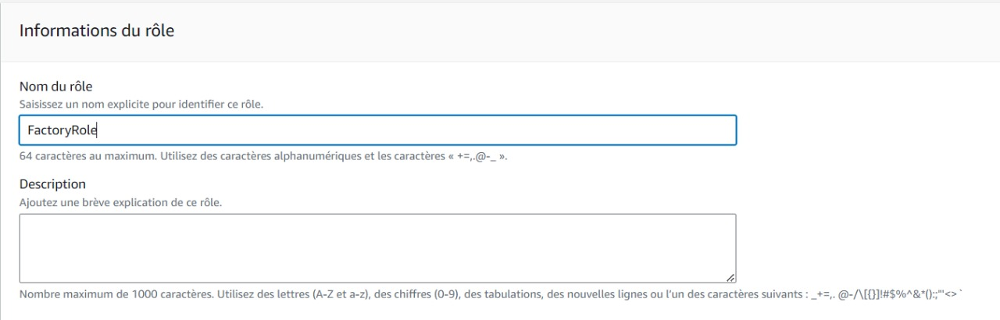 Informations du rôle
Nom du rôle
Saisissez un nom explicite pour identifier ce rôle.
FactoryRole
64 caractères au maximum. Utilisez des caractères alphanumériques et les caractères « +=,.@-_ ».
Description
Ajoutez une brève explication de ce rôle.
Nombre maximum de 1000 caractères. Utilisez des lettres (A-Z et a-z), des chiffres (0-9), des tabulations, des nouvelles lignes ou l’un des caractères suivants : _+=,. @-/\[{}]!#$%^&*();:"'<>`